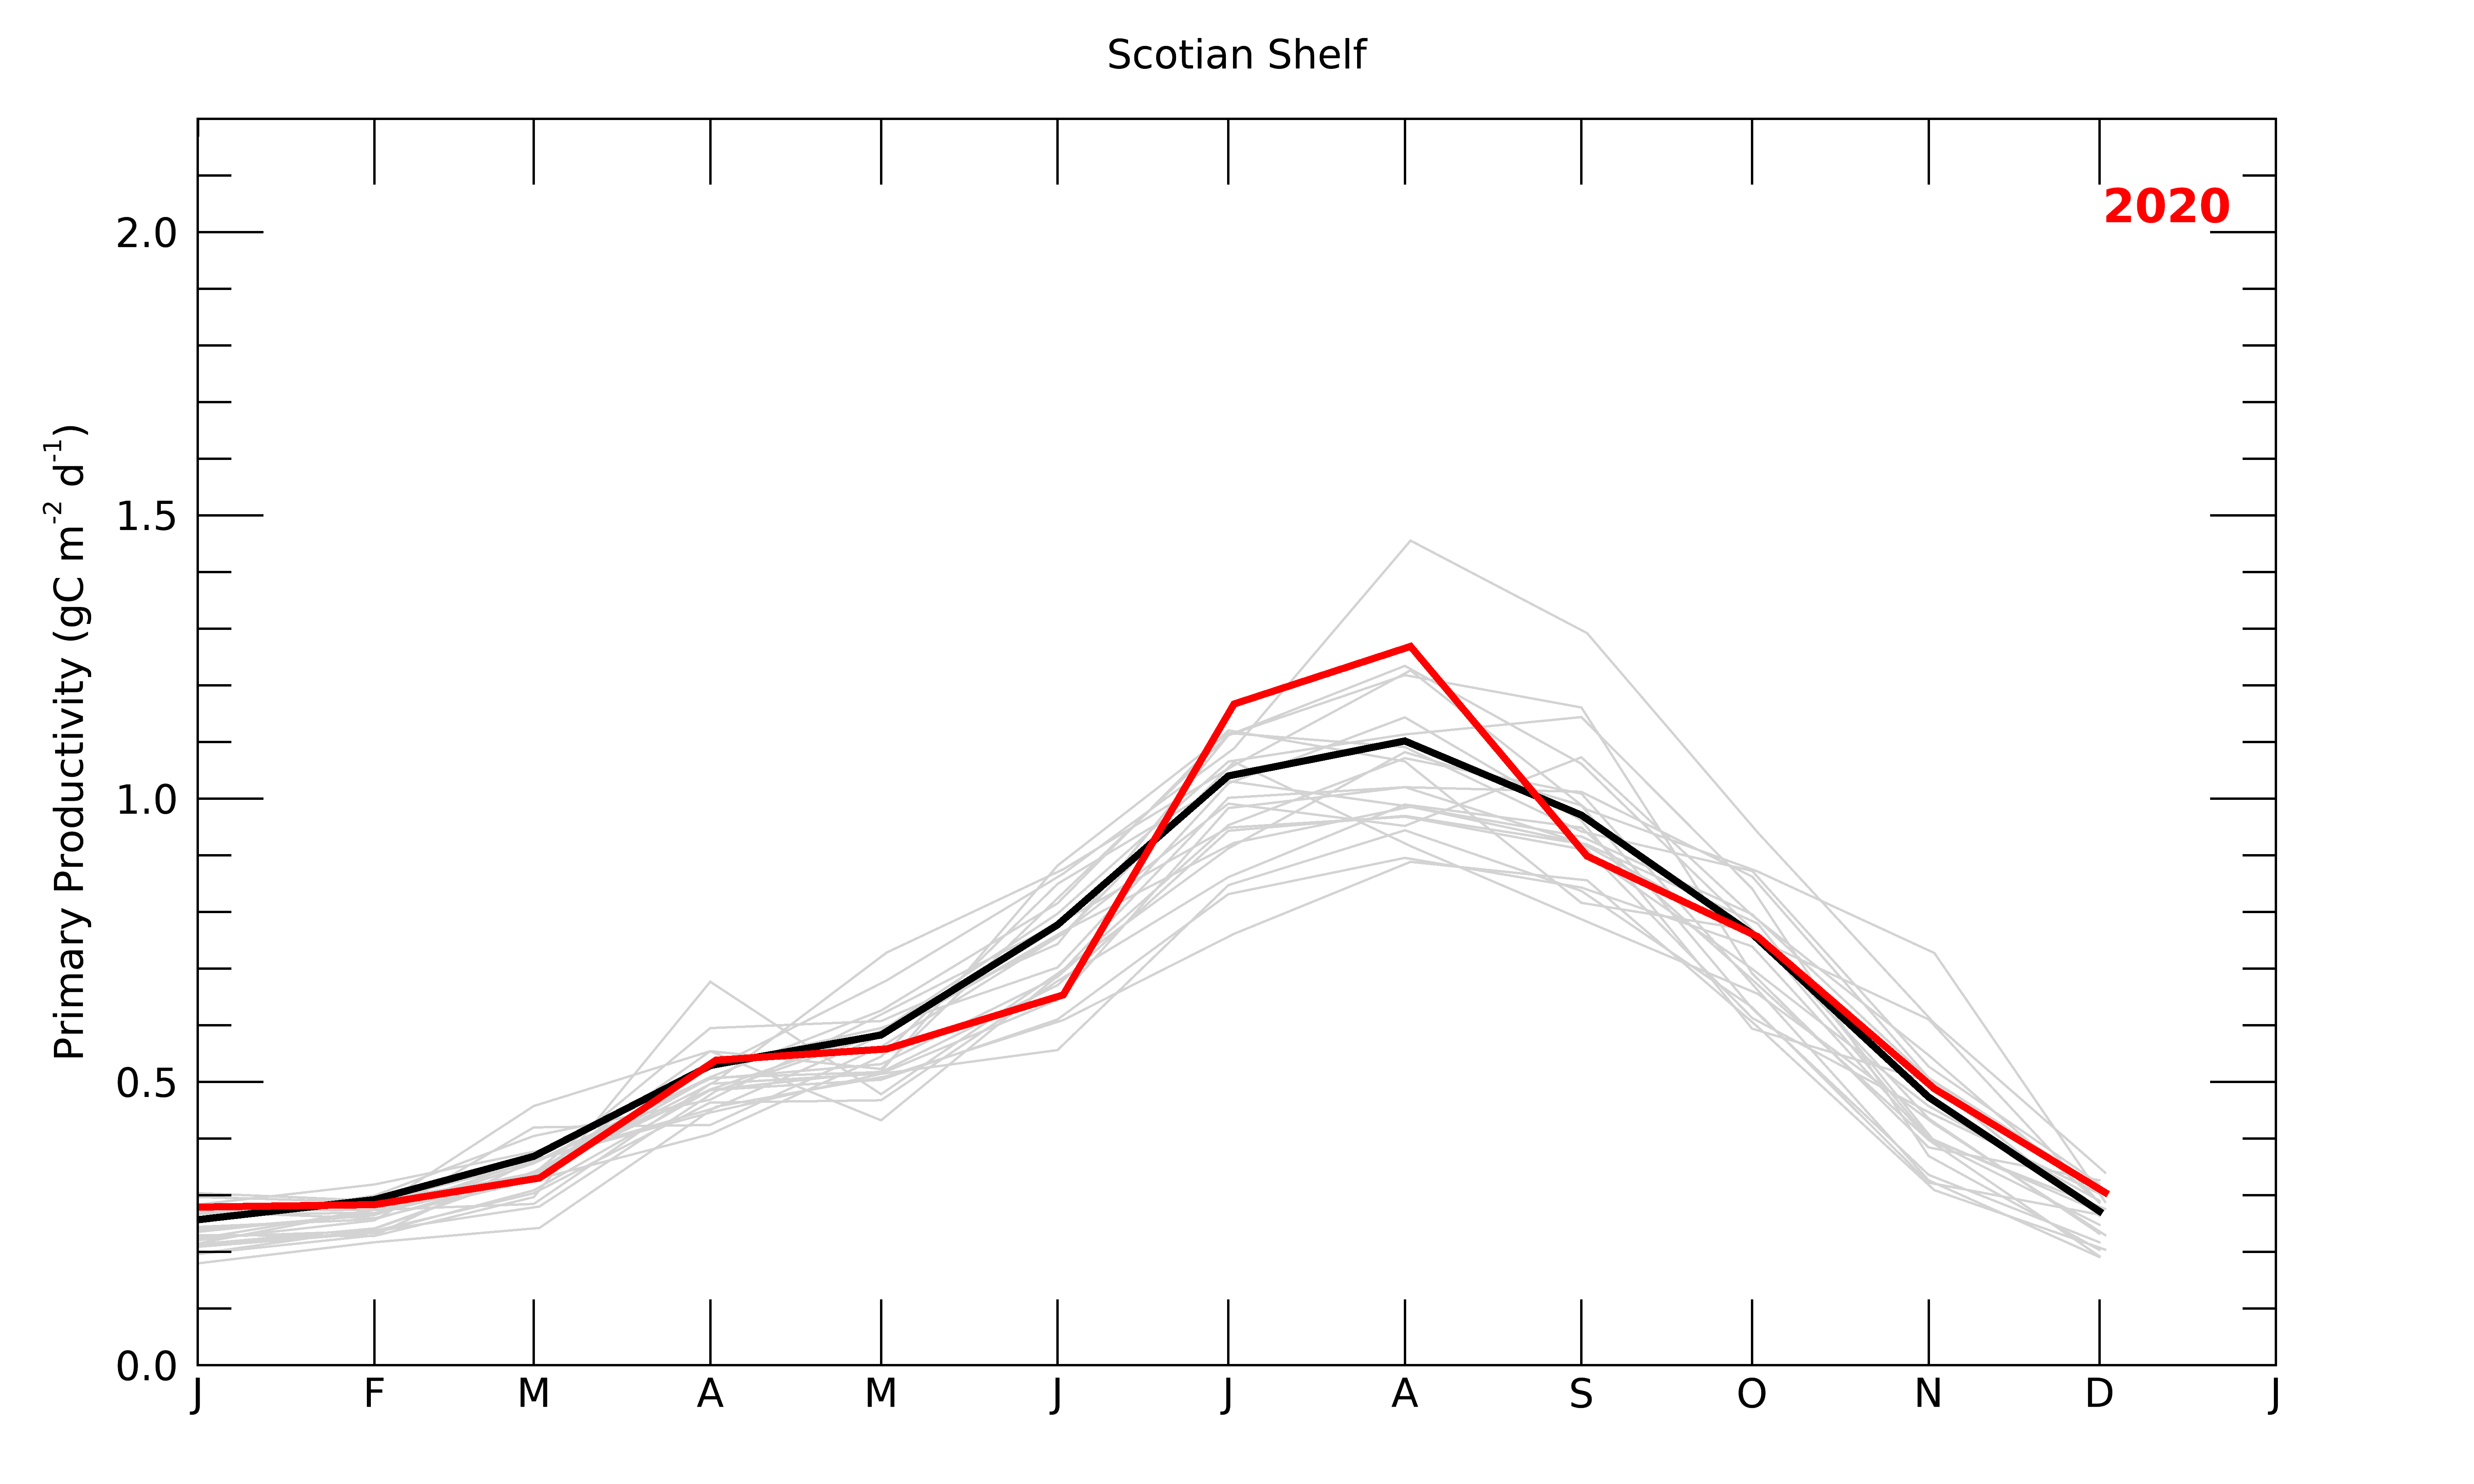 Scotian Shelf
2020
Primary Productivity (gC m⁻² d⁻¹)
2.0
1.5
1.0
0.5
0.0
J F M A M J J A S O N D J